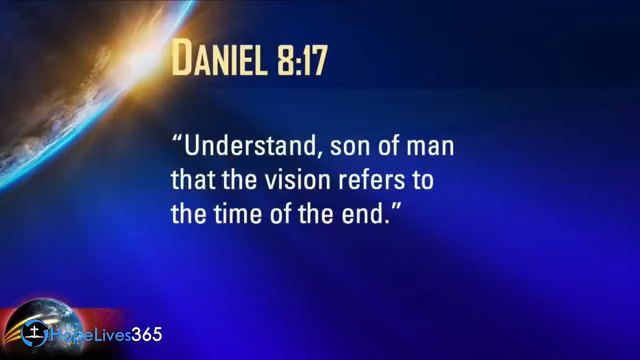 DANIEL 8:17
“Understand, son of man
that the vision refers to
the time of the end.”
HopeLives365